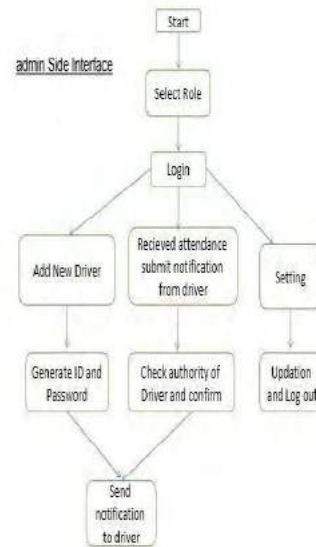 Start
admin Side Interface
Select Role
Login
Add New Driver
Recieved attendance
submit notification
from driver
Setting
Generate ID and
Password
Check authority of
Driver and confirm
Updation
and Log out
Send
notification
to driver